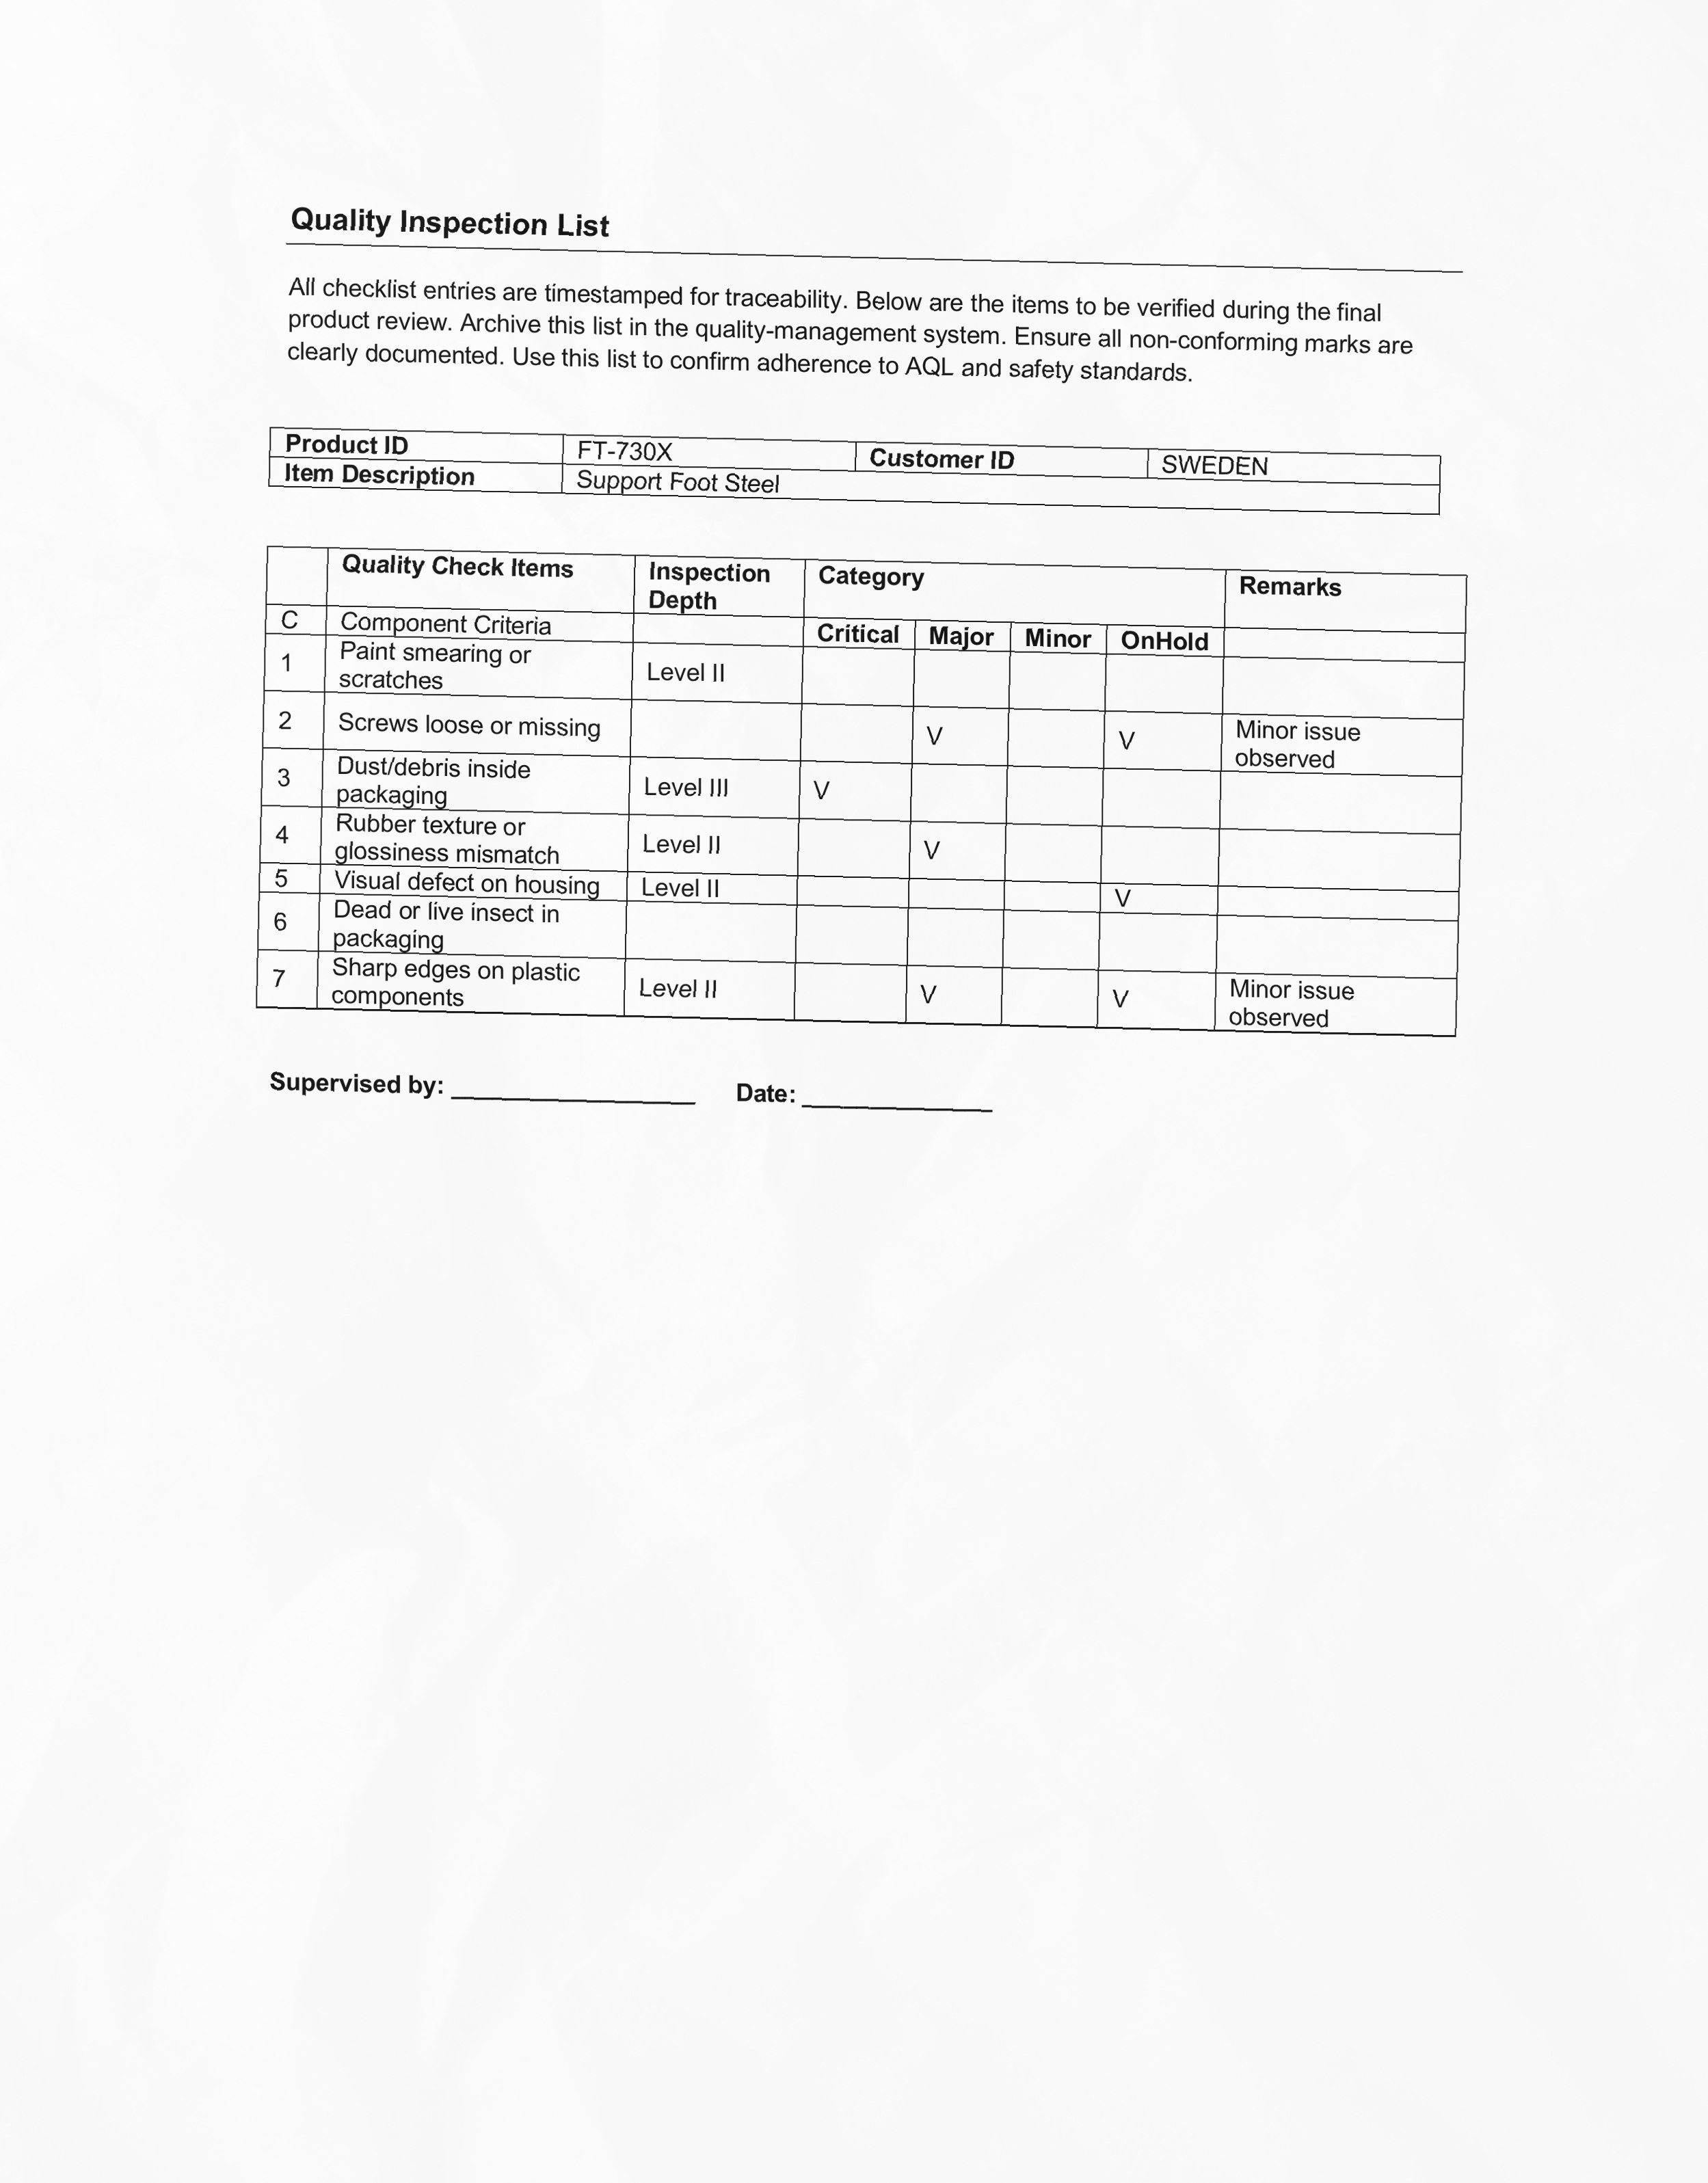 Quality Inspection List
All checklist entries are timestamped for traceability. Below are the items to be verified during the final
product review. Archive this list in the quality-management system. Ensure all non-conforming marks are
clearly documented. Use this list to confirm adherence to AQL and safety standards.
Product ID FT-730X Customer ID SWEDEN
Item Description Support Foot Steel
Quality Check Items Inspection Depth Category Remarks
C Component Criteria Critical Major Minor OnHold
1 Paint smearing or scratches Level II
2 Screws loose or missing V V Minor issue observed
3 Dust/debris inside packaging Level III V
4 Rubber texture or glossiness mismatch Level II V
5 Visual defect on housing Level II V
6 Dead or live insect in packaging
7 Sharp edges on plastic components Level II V V Minor issue observed
Supervised by: __________________ Date: ______________